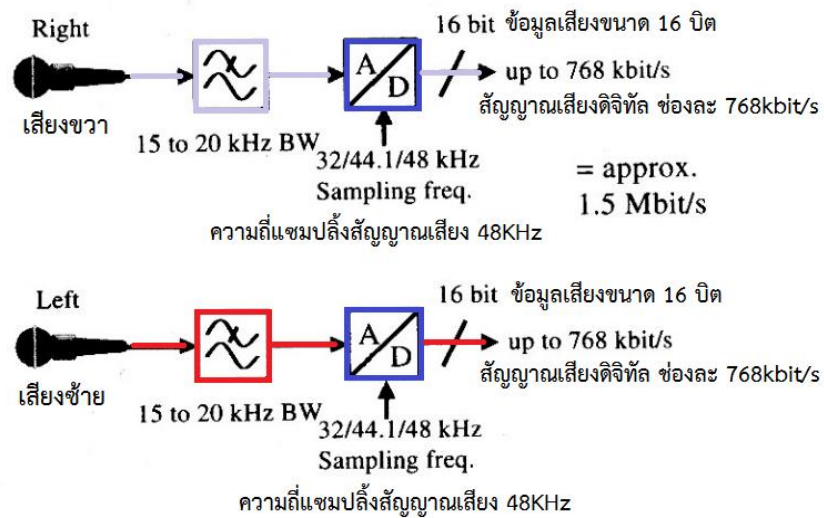 Right
เสียงขวา
15 to 20 kHz BW
A
D
16 bit ข้อมูลเสียงขนาด 16 บิต
up to 768 kbit/s
สัญญาณเสียงดิจิทัล ช่องละ 768kbit/s
32/44.1/48 kHz
Sampling freq.
ความถี่แซมปลิ้งสัญญาณเสียง 48KHz
= approx.
1.5 Mbit/s
Left
เสียงซ้าย
15 to 20 kHz BW
A
D
16 bit ข้อมูลเสียงขนาด 16 บิต
up to 768 kbit/s
สัญญาณเสียงดิจิทัล ช่องละ 768kbit/s
32/44.1/48 kHz
Sampling freq.
ความถี่แซมปลิ้งสัญญาณเสียง 48KHz